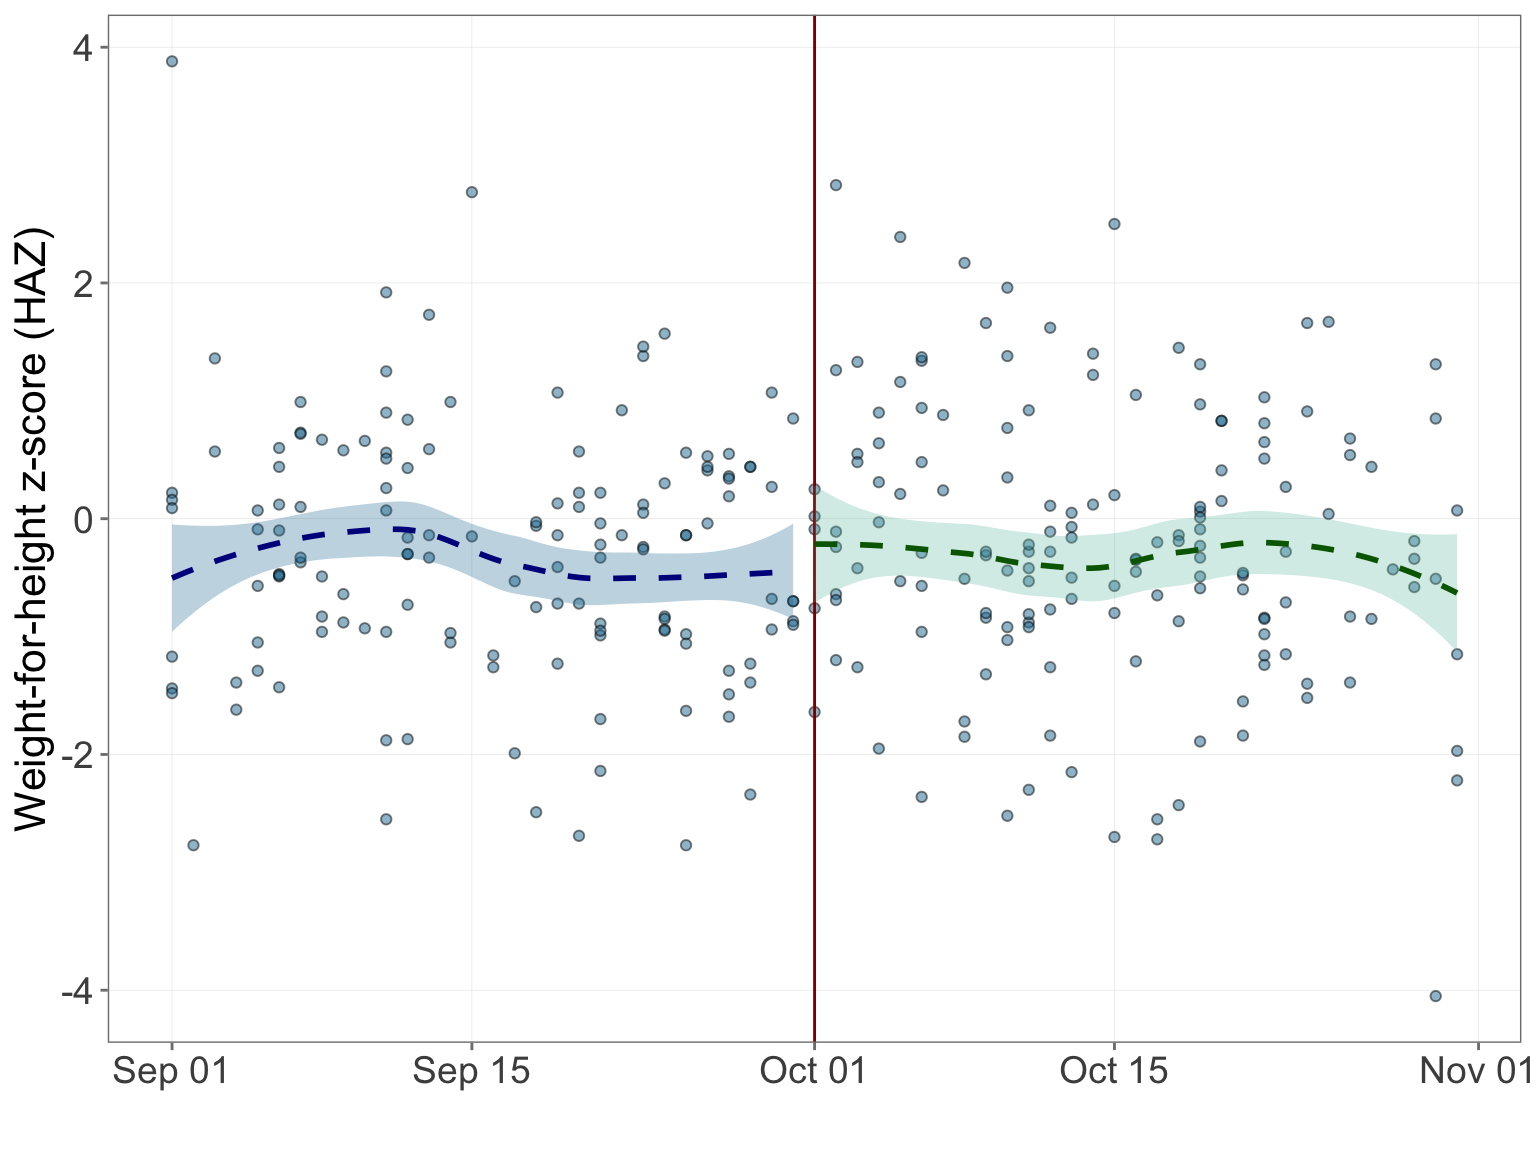 Weight-for-height z-score (HAZ)
4
2
0
-2
-4
Sep 01
Sep 15
Oct 01
Oct 15
Nov 01